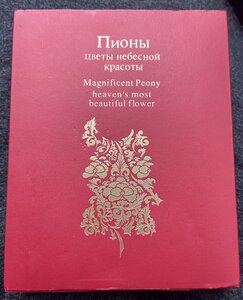 Пионы
цветы небесной
красоты
Magnificent Peony
heaven's most
beautiful flower